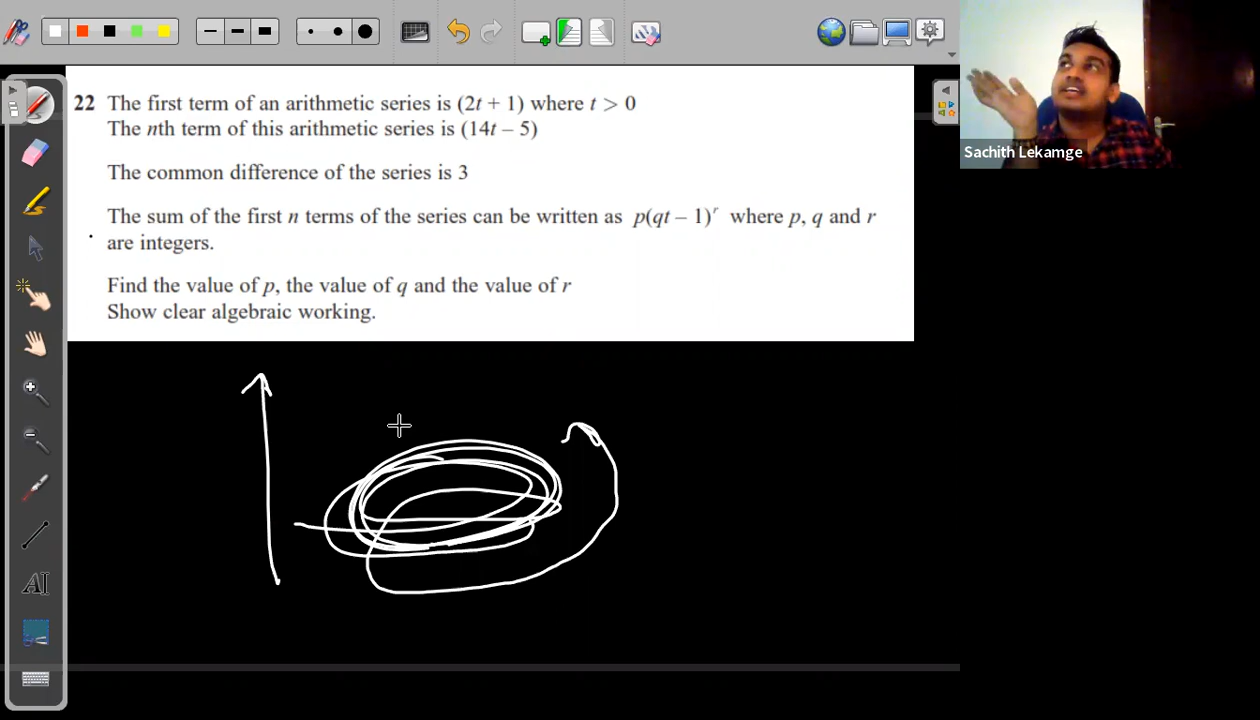 22 The first term of an arithmetic series is (2t + 1) where t > 0
The nth term of this arithmetic series is (14t – 5)
The common difference of the series is 3
The sum of the first n terms of the series can be written as p(qt – 1)^r where p, q and r
are integers.
Find the value of p, the value of q and the value of r
Show clear algebraic working.
Sachith Lekamge
AI